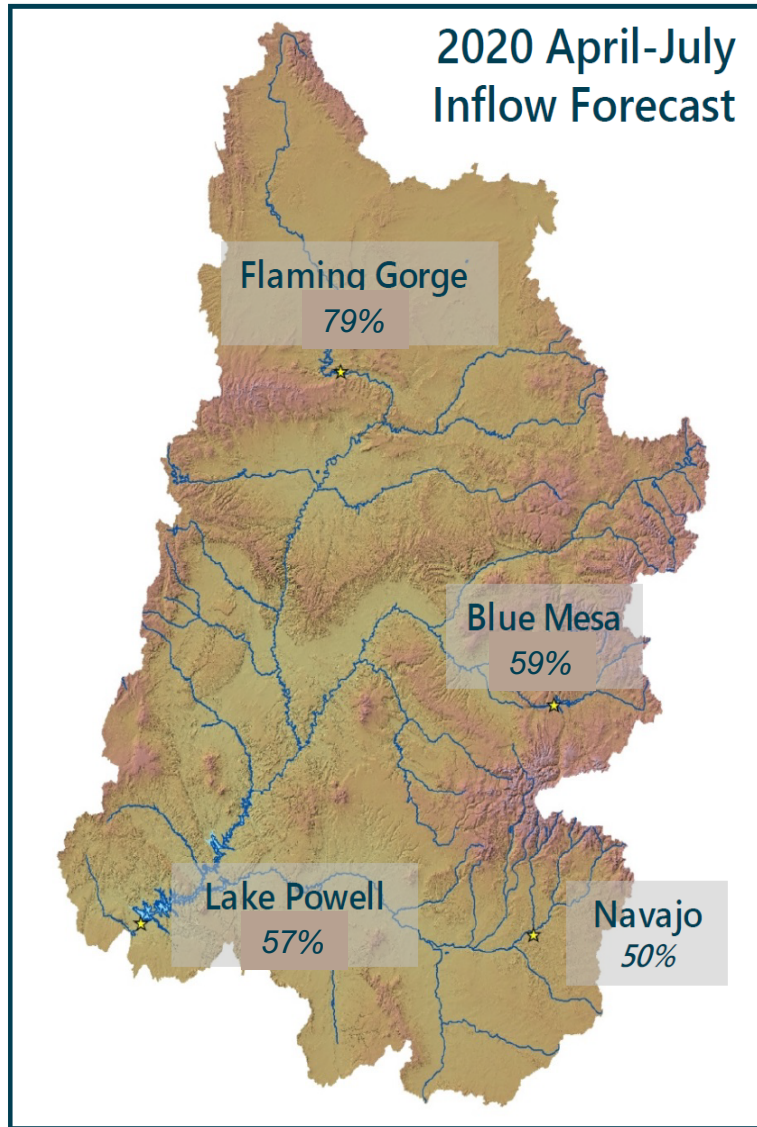 2020 April-July
Inflow Forecast
Flaming Gorge
79%
Blue Mesa
59%
Lake Powell
57%
Navajo
50%